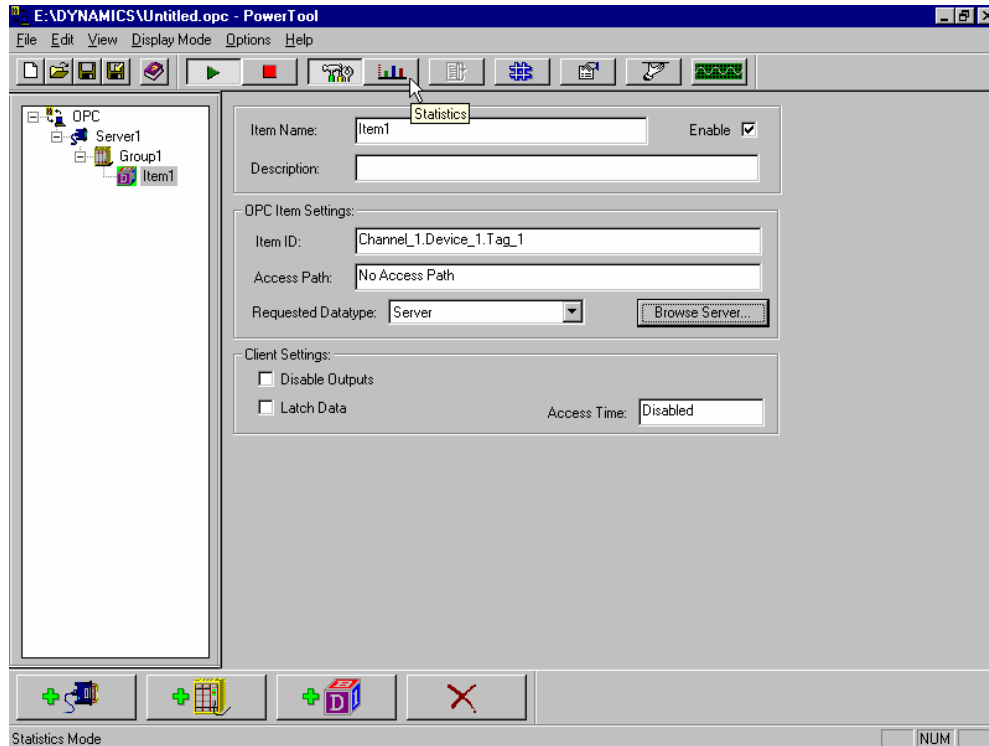 E:\DYNAMICS\Untitled.opc - PowerTool
File Edit View Display Mode Options Help
Statistics
OPC
Server1
Group1
Item1
Item Name: Item1 Enable
Description:
OPC Item Settings:
Item ID: Channel_1.Device_1.Tag_1
Access Path: No Access Path
Requested Datatype: Server Browse Server...
Client Settings:
Disable Outputs
Latch Data Access Time: Disabled
D
Statistics Mode NUM